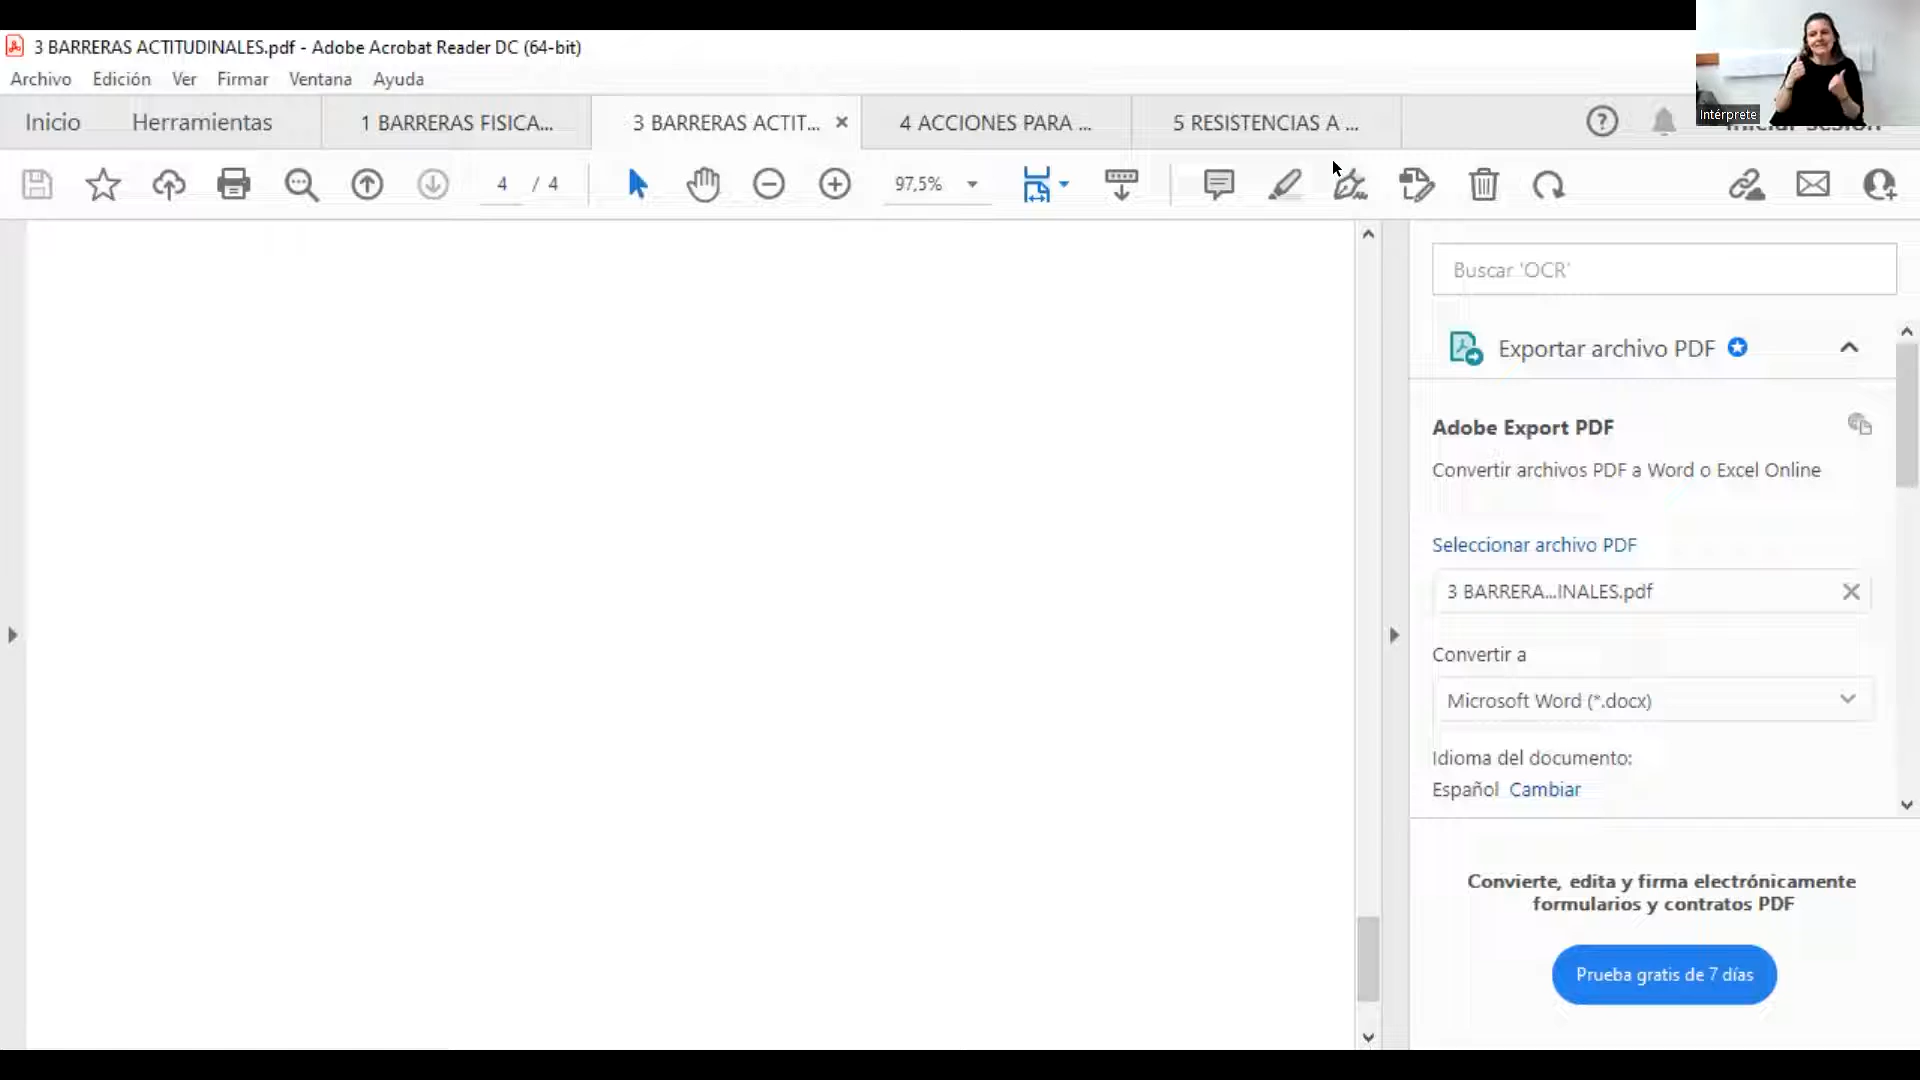 3 BARRERAS ACTITUDINALES.pdf - Adobe Acrobat Reader DC (64-bit)
Archivo Edición Ver Firmar Ventana Ayuda
Inicio Herramientas 1 BARRERAS FISICA... 3 BARRERAS ACTIT... 4 ACCIONES PARA ... 5 RESISTENCIAS A ...
Intérprete
4 / 4 97,5%
Buscar 'OCR'
Exportar archivo PDF
Adobe Export PDF
Convertir archivos PDF a Word o Excel Online
Seleccionar archivo PDF
3 BARRERA...INALES.pdf
Convertir a
Microsoft Word (*.docx)
Idioma del documento:
Español Cambiar
Convierte, edita y firma electrónicamente
formularios y contratos PDF
Prueba gratis de 7 días